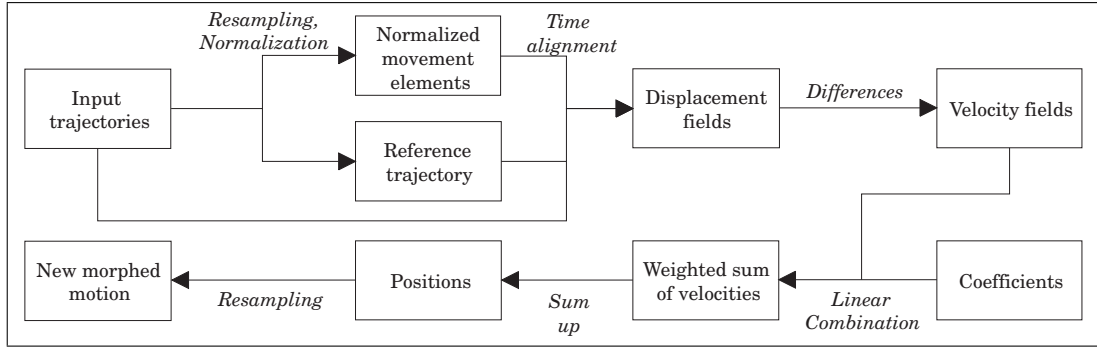 Resampling,
Normalization
Normalized
movement
elements
Time
alignment
Input
trajectories
Displacement
fields
Differences
Velocity fields
Reference
trajectory
New morphed
motion
Resampling
Positions
Sum
up
Weighted sum
of velocities
Linear
Combination
Coefficients